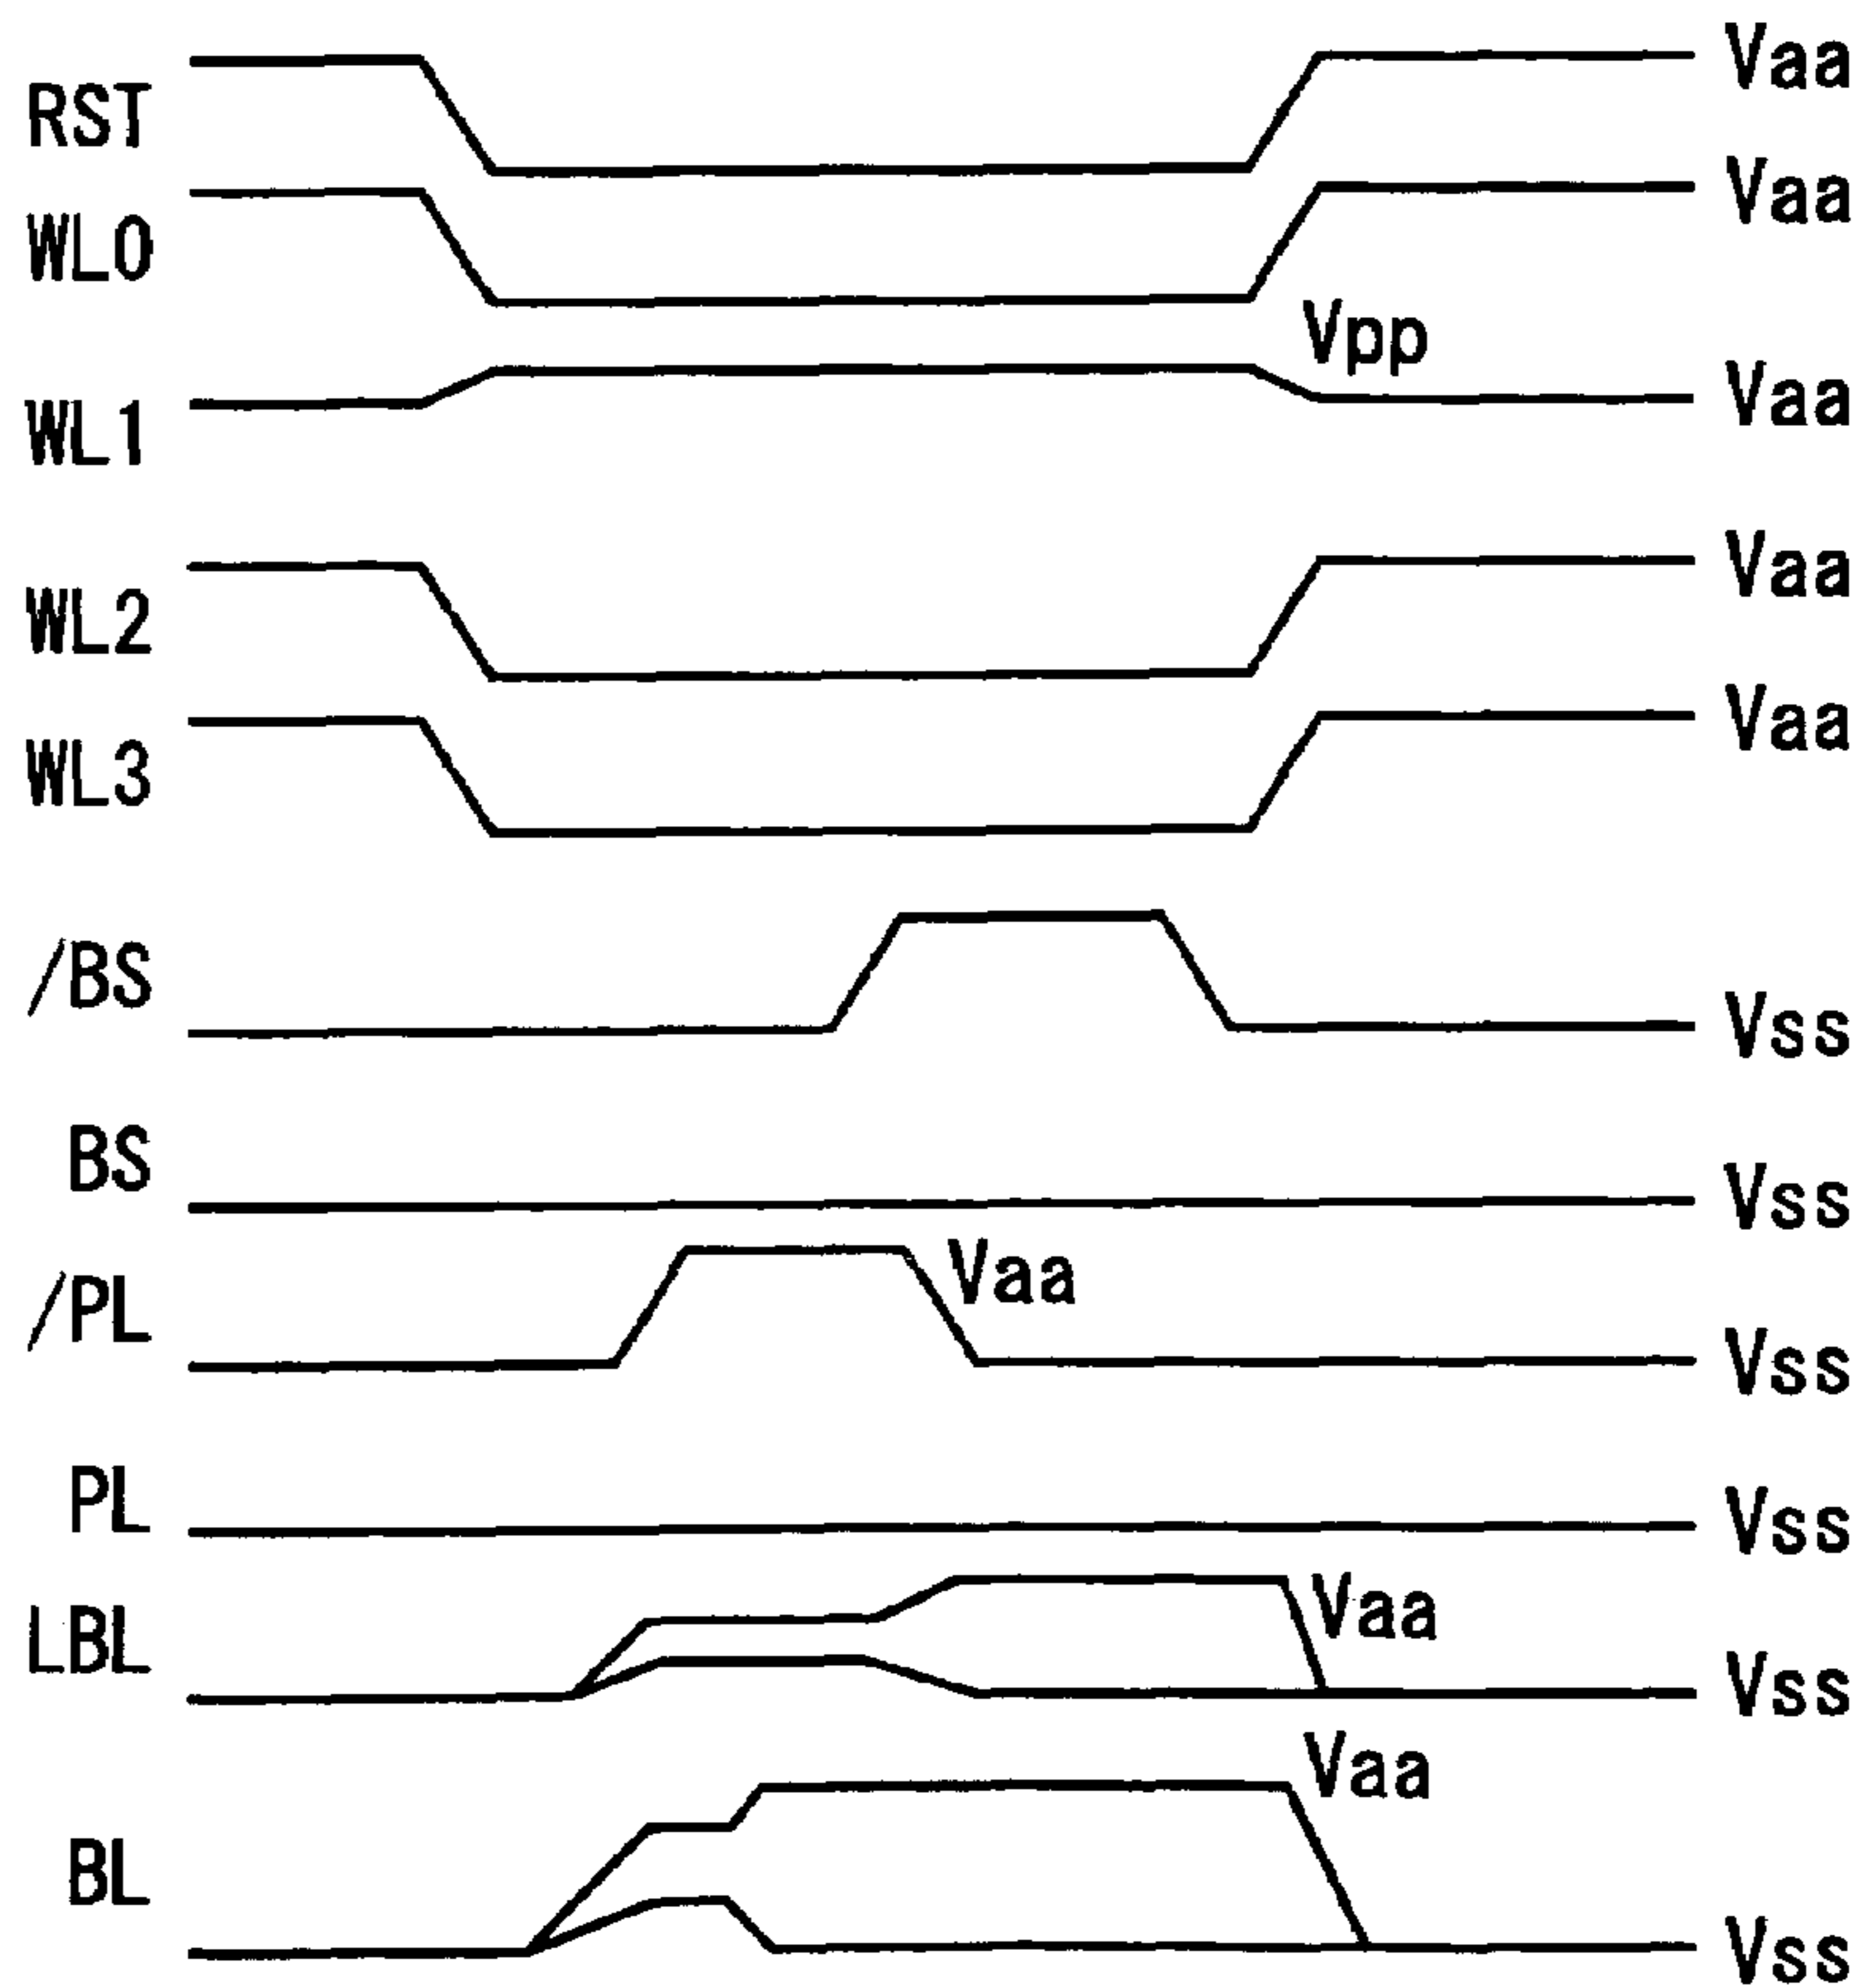 RST Vaa
WL0 Vaa
Vpp
WL1 Vaa
WL2 Vaa
WL3 Vaa
/BS Vss
BS Vss
/PL Vaa Vss
PL Vss
LBL Vaa Vss
BL Vaa Vss